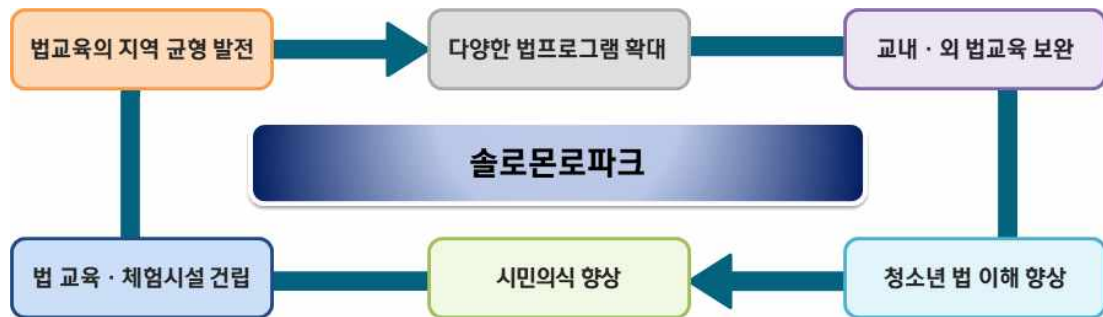 법교육의 지역 균형 발전
다양한 법프로그램 확대
교내 · 외 법교육 보완
솔로몬로파크
법 교육 · 체험시설 건립
시민의식 향상
청소년 법 이해 향상